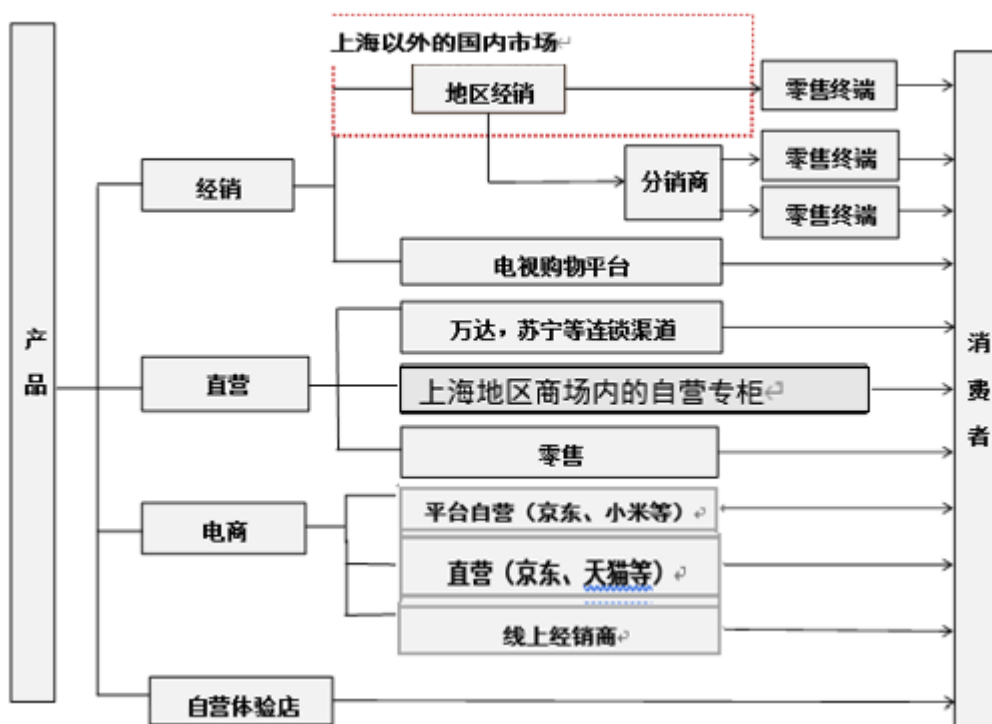 上海以外的国内市场
地区经销
零售终端
零售终端
经销
分销商
零售终端
电视购物平台
万达，苏宁等连锁渠道
产品
直营
上海地区商场内的自营专柜
消费者
零售
平台自营（京东、小米等）
电商
直营（京东、天猫等）
线上经销商
自营体验店